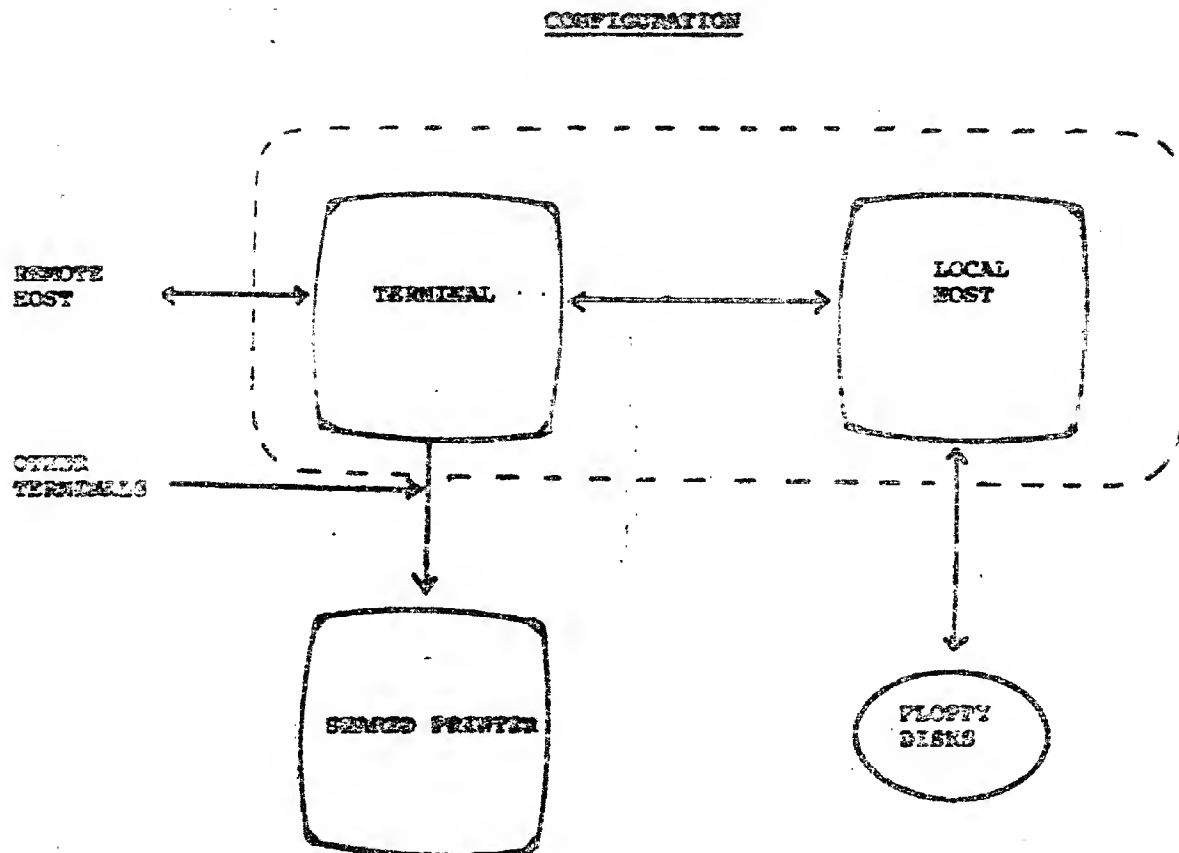 CONFIGURATION
REMOTE
HOST
TERMINAL
LOCAL
HOST
OTHER
TERMINALS
SHARED PRINTER
FLOPPY
DISKS